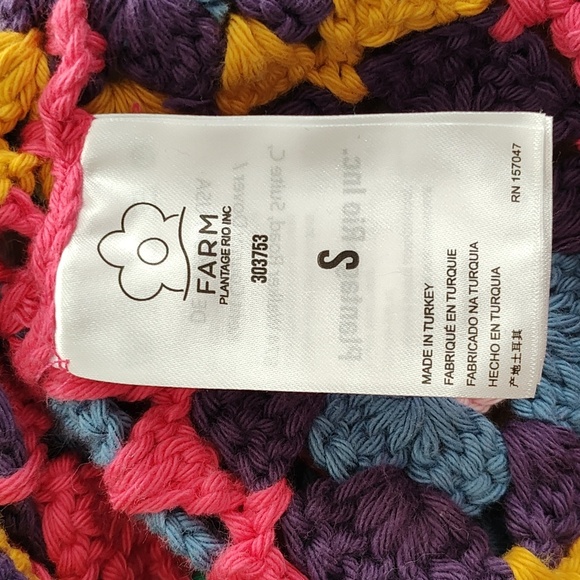 FARM
PLANTAGE RIO INC
303753
S
MADE IN TURKEY
FABRIQUÉ EN TURQUIE
FABRICADO NA TURQUIA
HECHO EN TURQUIA
产地土耳其
RN 157047